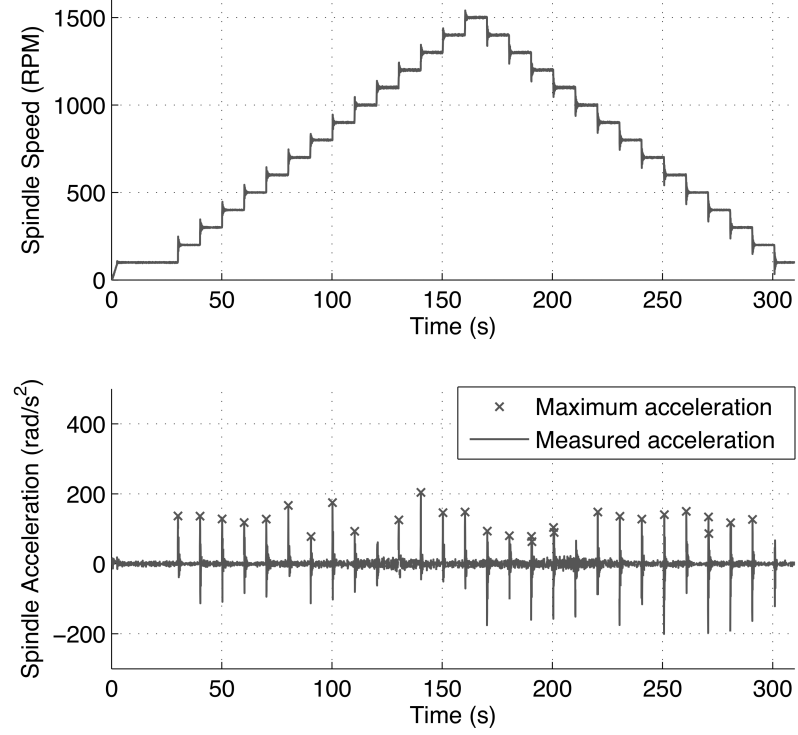 Spindle Speed (RPM)
1500
1000
500
0
0 50 100 150 200 250 300
Time (s)
Spindle Acceleration (rad/s²)
× Maximum acceleration
Measured acceleration
400
200
0
−200
0 50 100 150 200 250 300
Time (s)